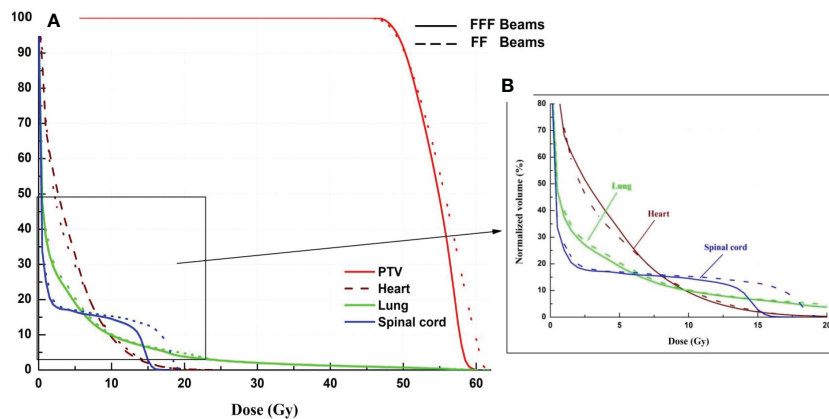 A
FFF Beams
FF Beams
100
90
80
70
60
50
40
30
20
10
0
PTV
Heart
Lung
Spinal cord
0 10 20 30 40 50 60
Dose (Gy)
B
Normalized volume (%)
80
70
60
50
40
30
20
10
0
Lung
Heart
Spinal cord
0 5 10 15 20
Dose (Gy)